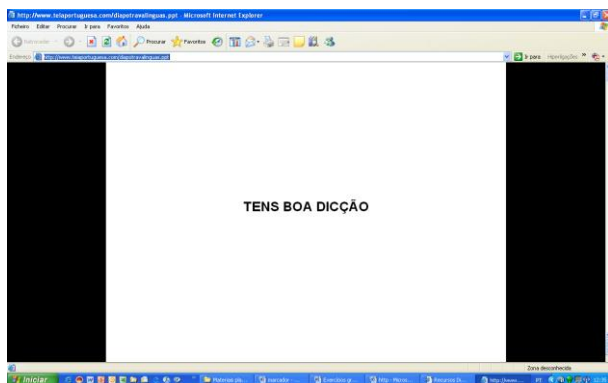 http://www.telaportuguesa.com/diapotravalinguas.ppt - Microsoft Internet Explorer
Ficheiro Editar Procurar Ir para Favoritos Ajuda
Procurar Favoritos
Endereço http://www.telaportuguesa.com/diapotravalinguas.ppt Ir para Hiperligações
TENS BOA DICÇÃO
Zona desconhecida
Iniciar